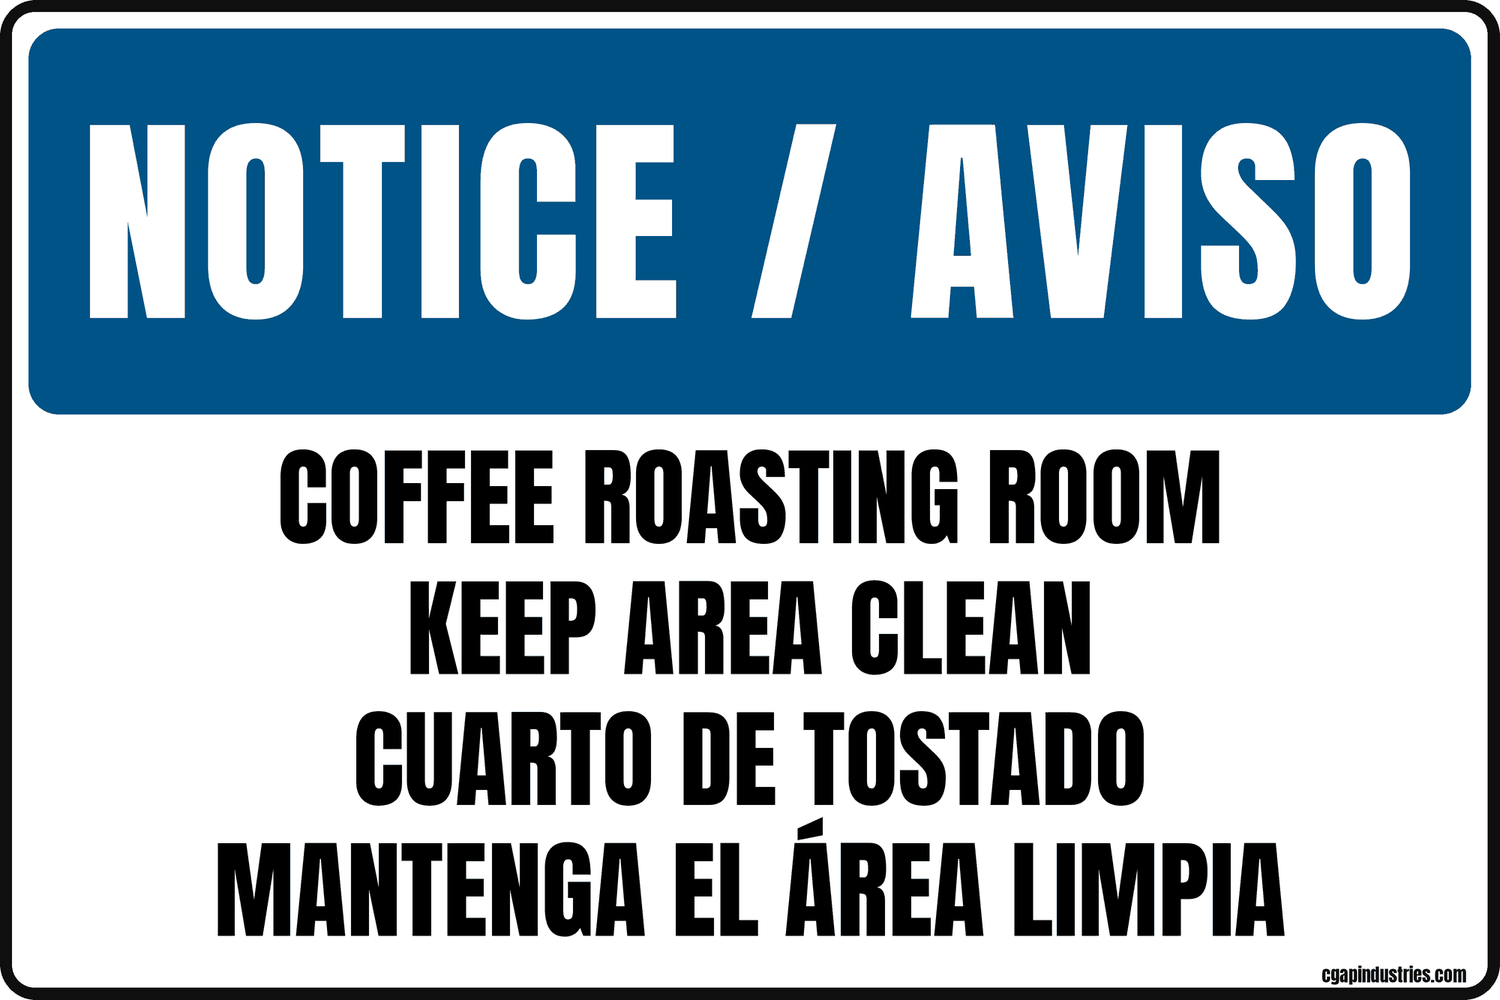 NOTICE / AVISO
COFFEE ROASTING ROOM
KEEP AREA CLEAN
CUARTO DE TOSTADO
MANTENGA EL ÁREA LIMPIA
cgapindustries.com